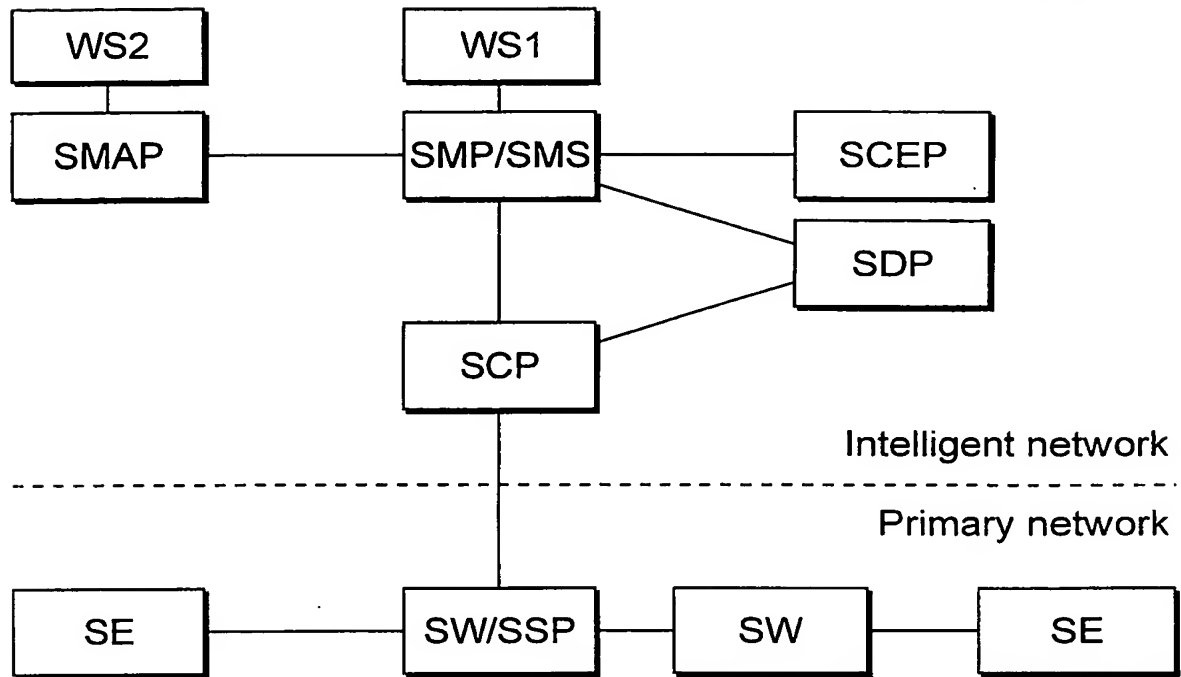 WS2
WS1
SMAP
SMP/SMS
SCEP
SDP
SCP
Intelligent network
Primary network
SE
SW/SSP
SW
SE